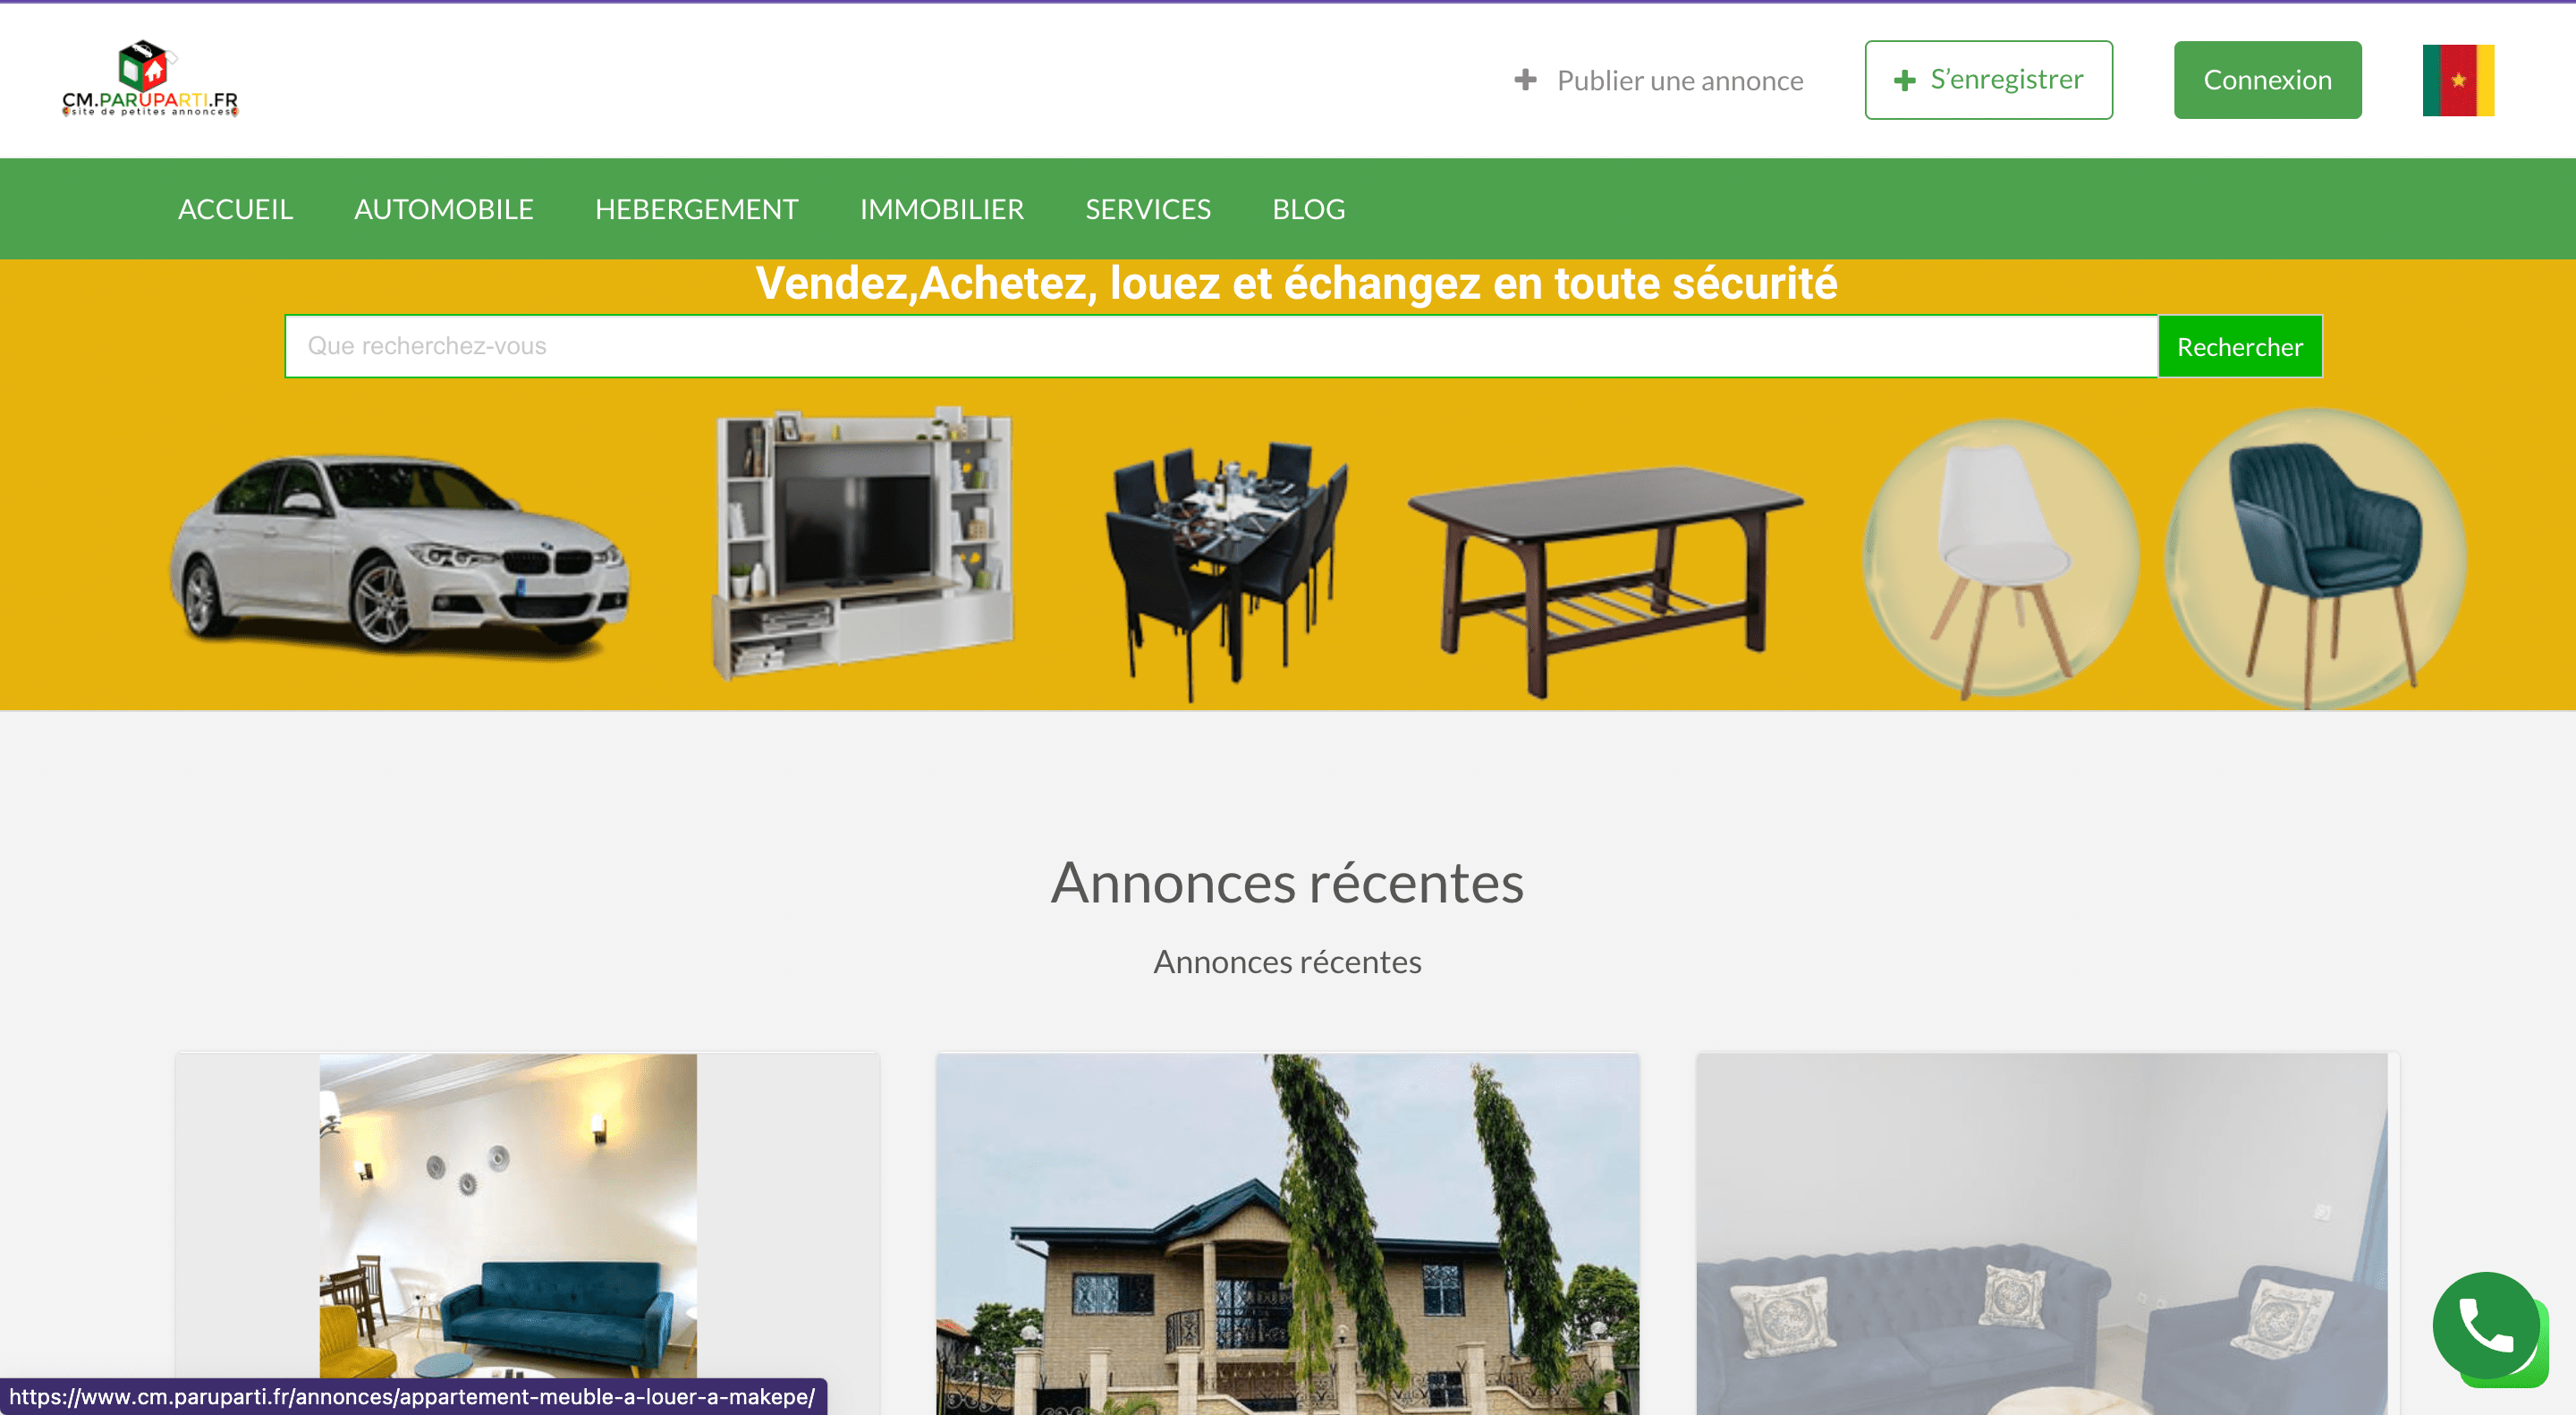 CM.PARUPARTI.FR
site de petites annonces
Publier une annonce
S’enregistrer
Connexion
ACCUEIL
AUTOMOBILE
HEBERGEMENT
IMMOBILIER
SERVICES
BLOG
Vendez,Achetez, louez et échangez en toute sécurité
Que recherchez-vous
Rechercher
Annonces récentes
Annonces récentes
https://www.cm.paruparti.fr/annonces/appartement-meuble-a-louer-a-makepe/